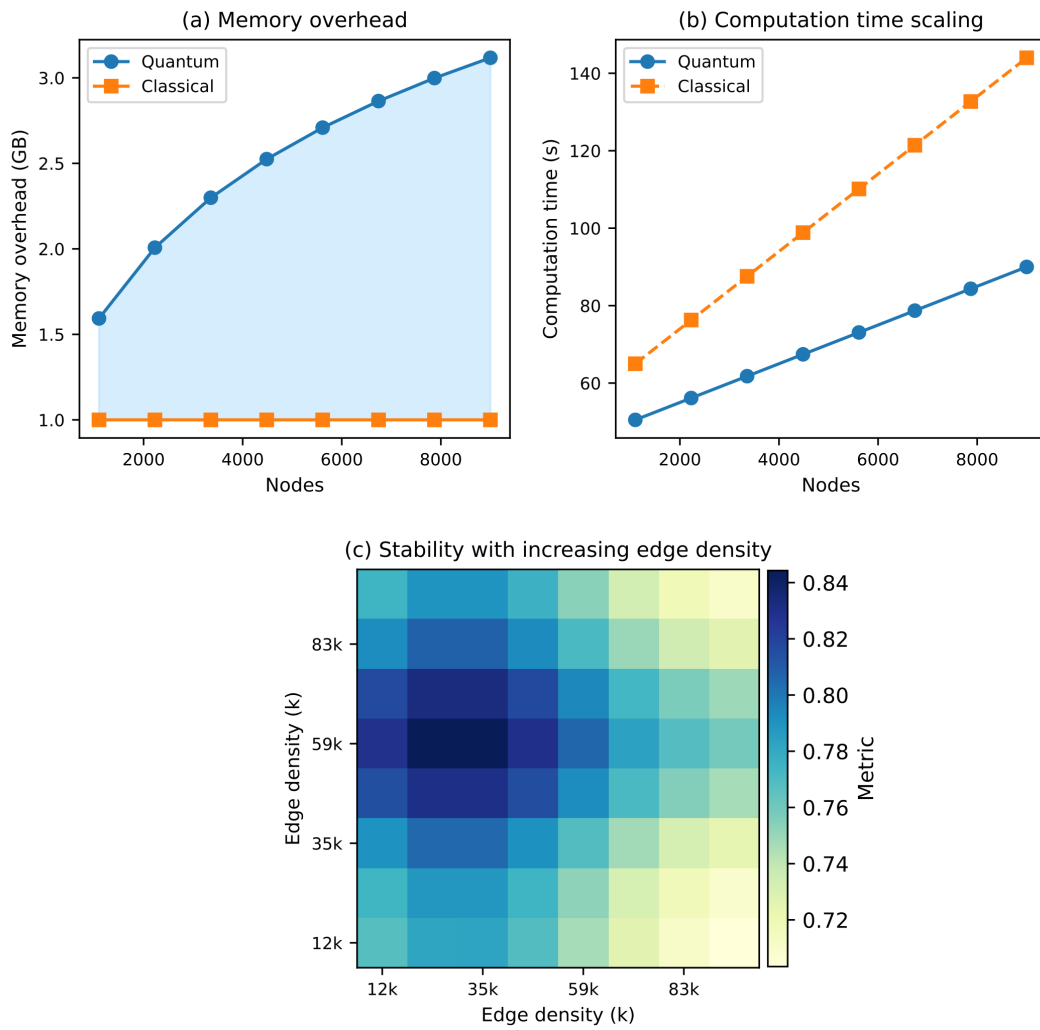 (a) Memory overhead
Quantum
Classical
3.0
2.5
2.0
1.5
1.0
Memory overhead (GB)
2000 4000 6000 8000
Nodes
(b) Computation time scaling
Quantum
Classical
140
120
100
80
60
Computation time (s)
2000 4000 6000 8000
Nodes
(c) Stability with increasing edge density
83k
59k
35k
12k
Edge density (k)
12k 35k 59k 83k
Edge density (k)
0.84
0.82
0.80
0.78
0.76
0.74
0.72
Metric